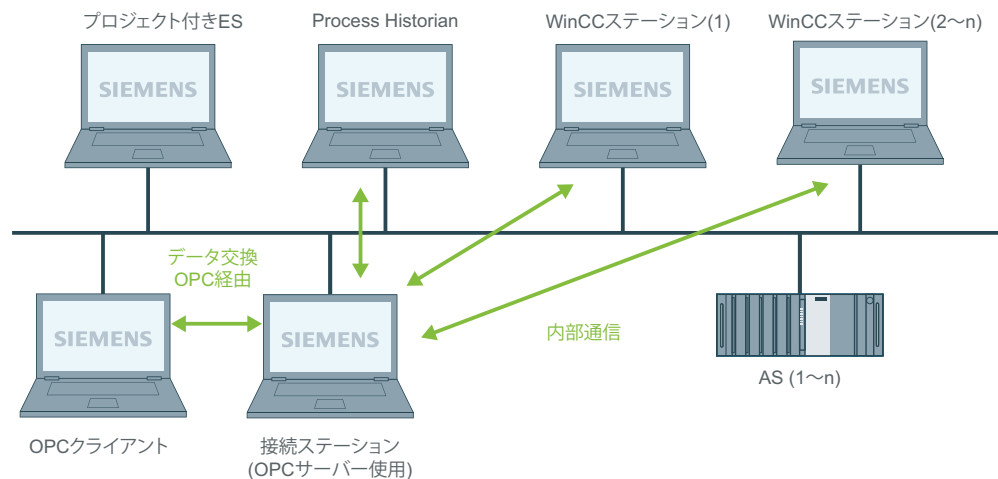 プロジェクト付きES
Process Historian
WinCCステーション(1)
WinCCステーション(2〜n)
SIEMENS
SIEMENS
SIEMENS
SIEMENS
データ交換
OPC経由
SIEMENS
SIEMENS
内部通信
AS (1〜n)
OPCクライアント
接続ステーション
(OPCサーバー使用)